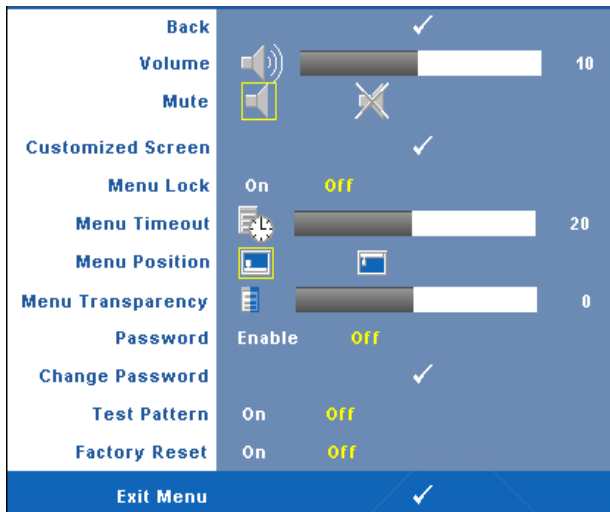 Back
Volume 10
Mute
Customized Screen
Menu Lock On Off
Menu Timeout 20
Menu Position
Menu Transparency 0
Password Enable Off
Change Password
Test Pattern On Off
Factory Reset On Off
Exit Menu